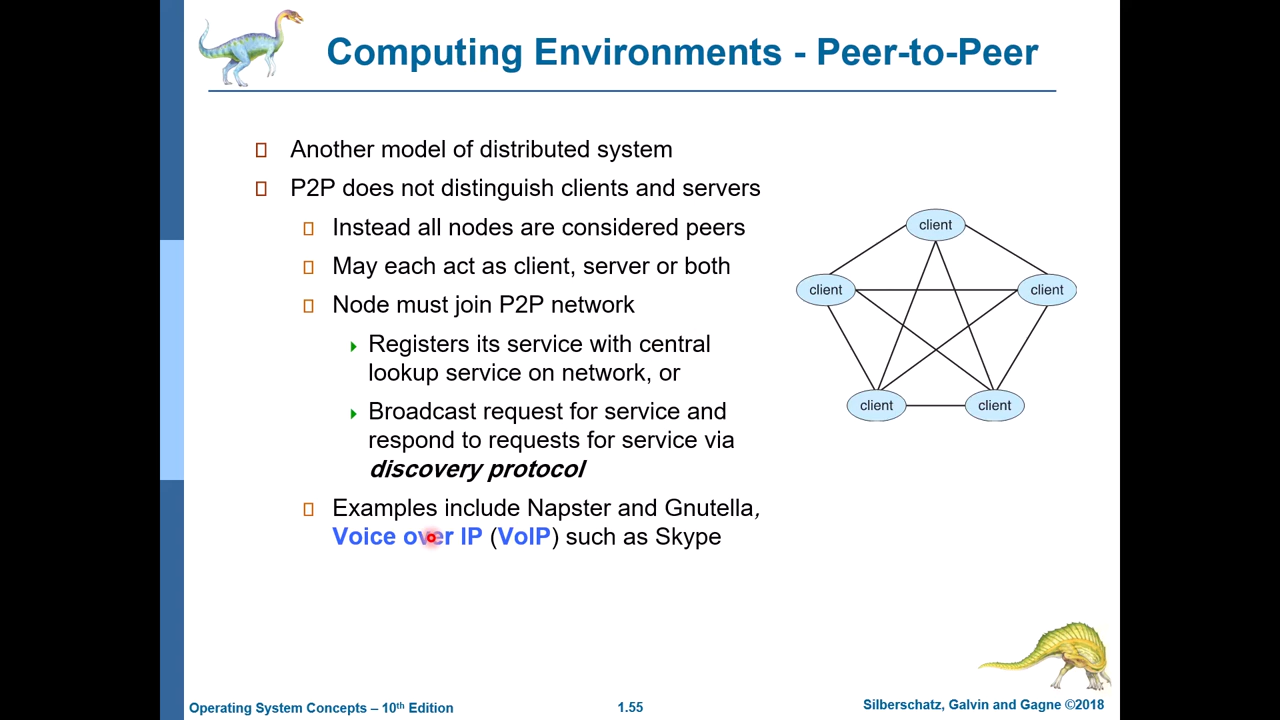 Computing Environments - Peer-to-Peer
Another model of distributed system
P2P does not distinguish clients and servers
Instead all nodes are considered peers
May each act as client, server or both
Node must join P2P network
Registers its service with central
lookup service on network, or
Broadcast request for service and
respond to requests for service via
discovery protocol
Examples include Napster and Gnutella,
Voice over IP (VoIP) such as Skype
client
client
client
client
client
Operating System Concepts – 10th Edition
1.55
Silberschatz, Galvin and Gagne ©2018